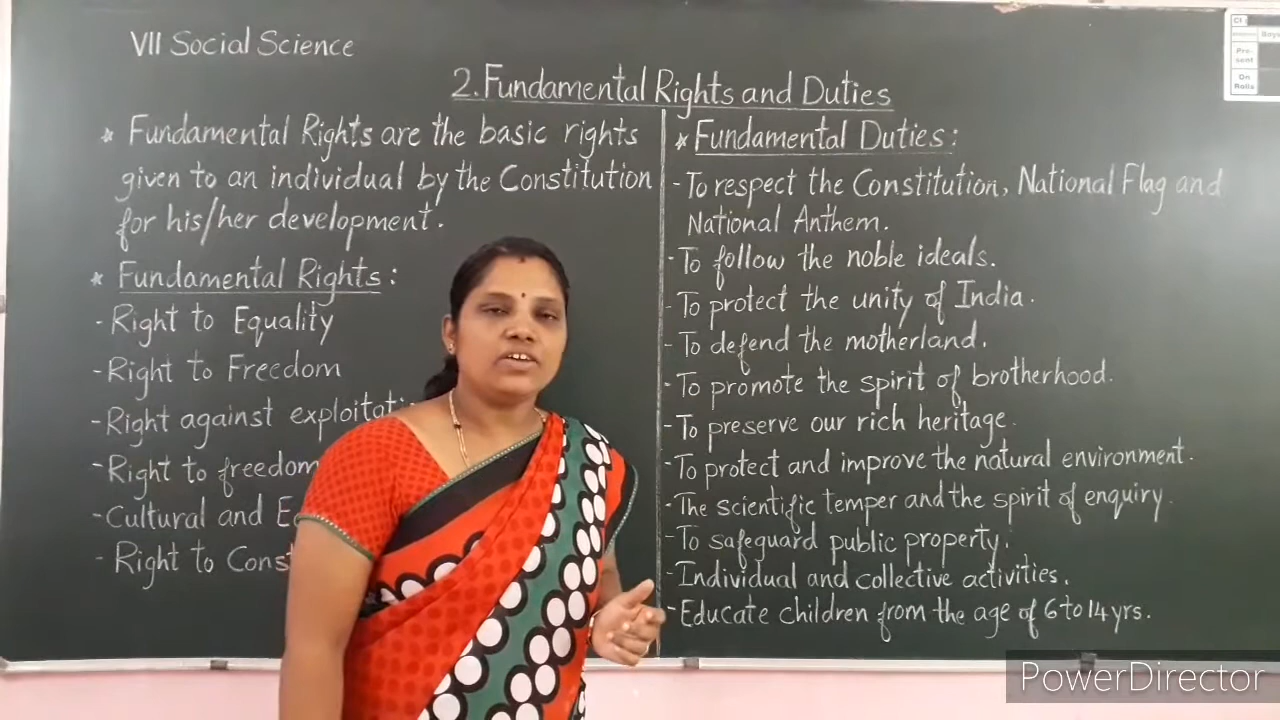 VII Social Science
2. Fundamental Rights and Duties
* Fundamental Rights are the basic rights
given to an individual by the Constitution
for his/her development.
* Fundamental Rights :
- Right to Equality
- Right to Freedom
- Right against
- Right to freedom
- Cultural and
- Right to
* Fundamental Duties :
- To respect the Constitution, National Flag and
National Anthem.
- To follow the noble ideals.
- To protect the unity of India.
- To defend the motherland.
- To promote the spirit of brotherhood.
- To preserve our rich heritage.
- To protect and improve the natural environment.
- The scientific temper and the spirit of enquiry.
- To safeguard public property.
- Individual and collective activities.
- Educate children from the age of 6 to 14 yrs.
Boys
Pre-
sent
On
Rolls
PowerDirector